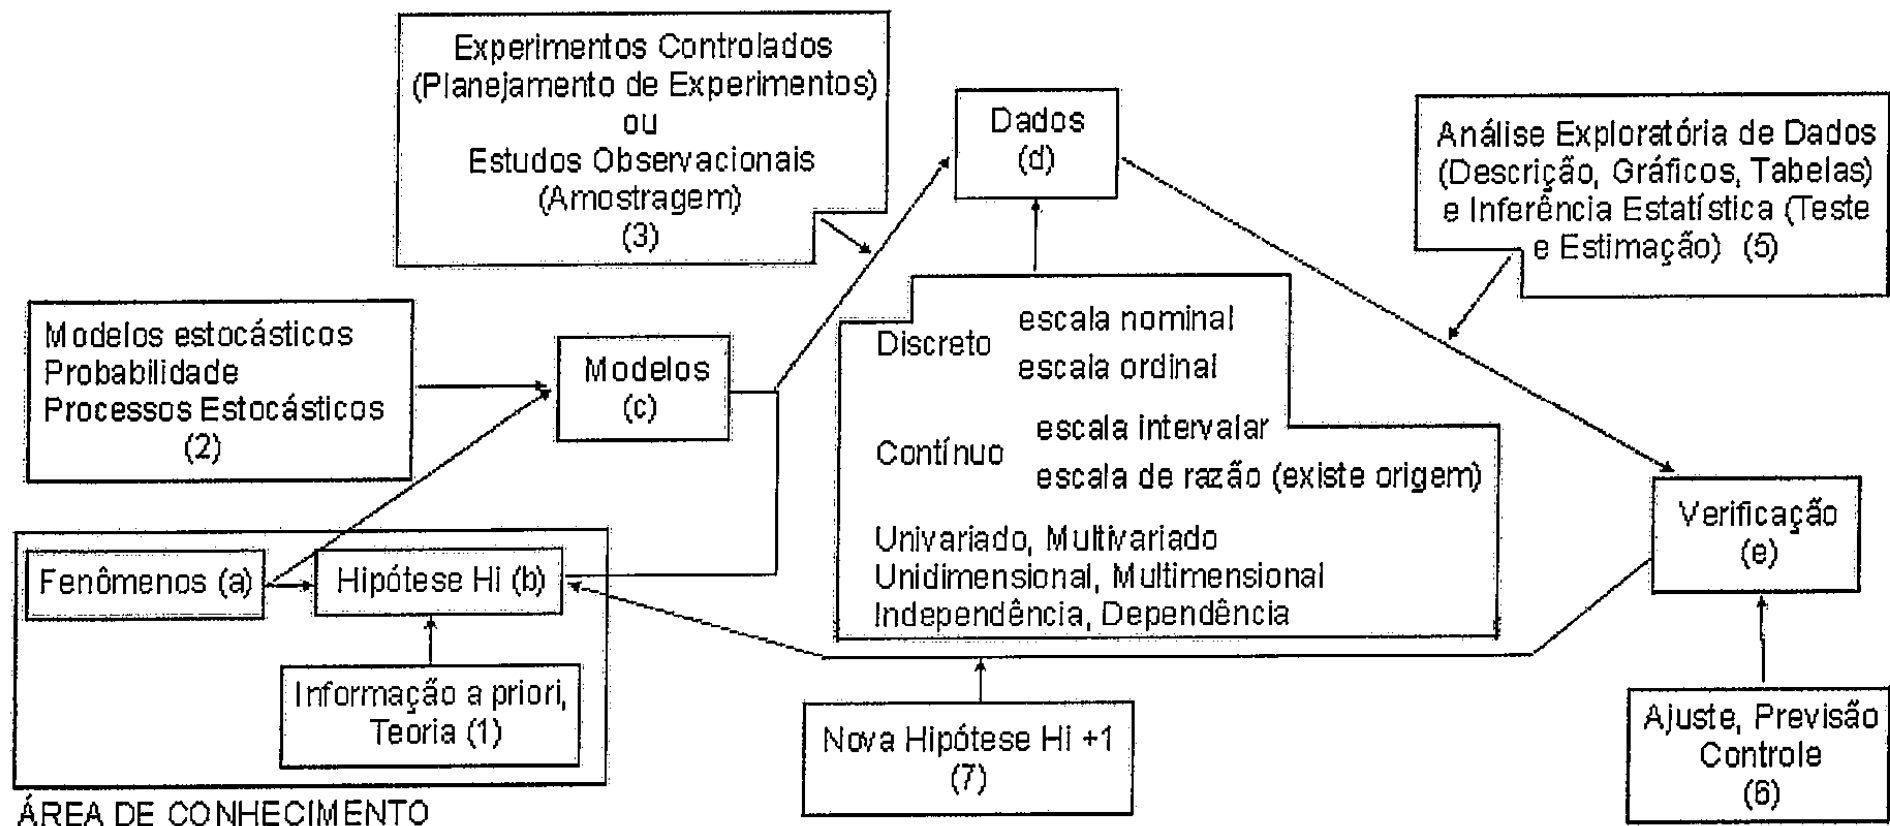 Experimentos Controlados
(Planejamento de Experimentos)
ou
Estudos Observacionais
(Amostragem)
(3)
Dados
(d)
Análise Exploratória de Dados
(Descrição, Gráficos, Tabelas)
e Inferência Estatística (Teste
e Estimação) (5)
Modelos estocásticos
Probabilidade
Processos Estocásticos
(2)
Modelos
(c)
Discreto
escala nominal
escala ordinal
Contínuo
escala intervalar
escala de razão (existe origem)
Univariado, Multivariado
Unidimensional, Multimensional
Independência, Dependência
Verificação
(e)
Fenômenos (a)
Hipótese Hi (b)
Informação a priori,
Teoria (1)
Nova Hipótese Hi +1
(7)
Ajuste, Previsão
Controle
(6)
ÁREA DE CONHECIMENTO